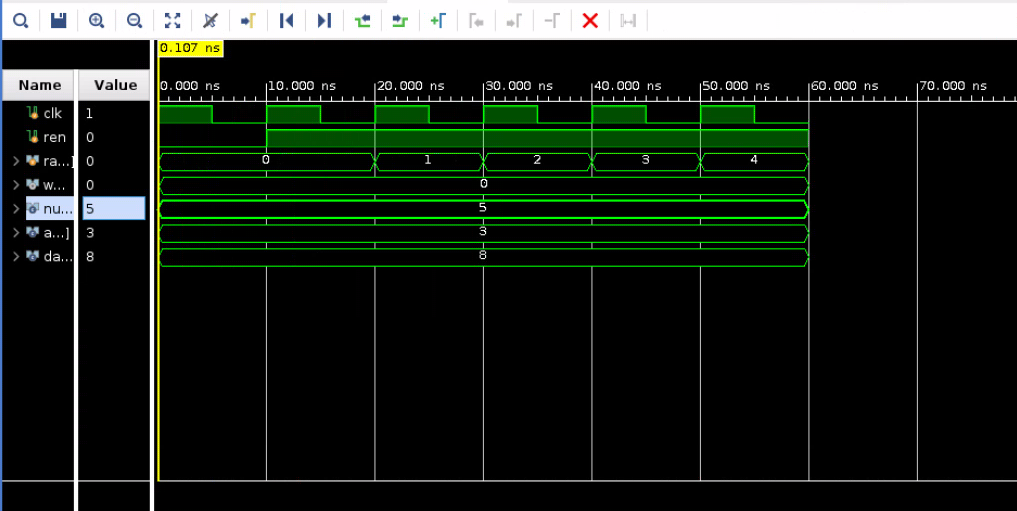 0.107 ns
0.000 ns 10.000 ns 20.000 ns 30.000 ns 40.000 ns 50.000 ns 60.000 ns 70.000 ns
Name Value
clk 1
ren 0
ra...] 0 0 1 2 3 4
w... 0 0
nu... 5 5
a...] 3 3
da... 8 8